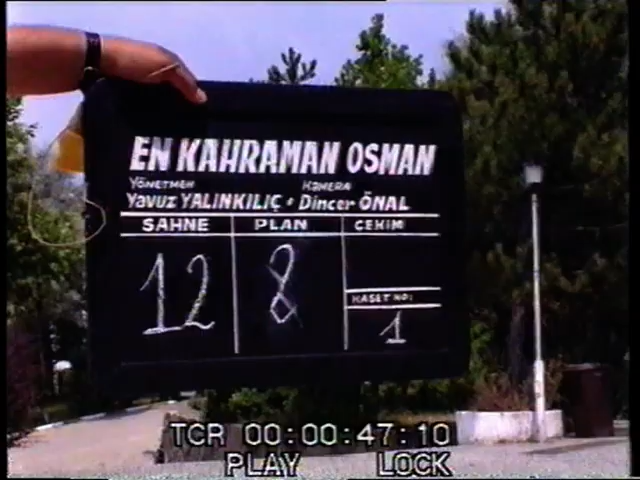 EN KAHRAMAN OSMAN
Yönetmen Kamera
Yavuz YALINKILIÇ • Dinçer ÖNAL
SAHNE PLAN ÇEKİM
12 8
KASET NO:
1
TCR 00:00:47:10
PLAY LOCK